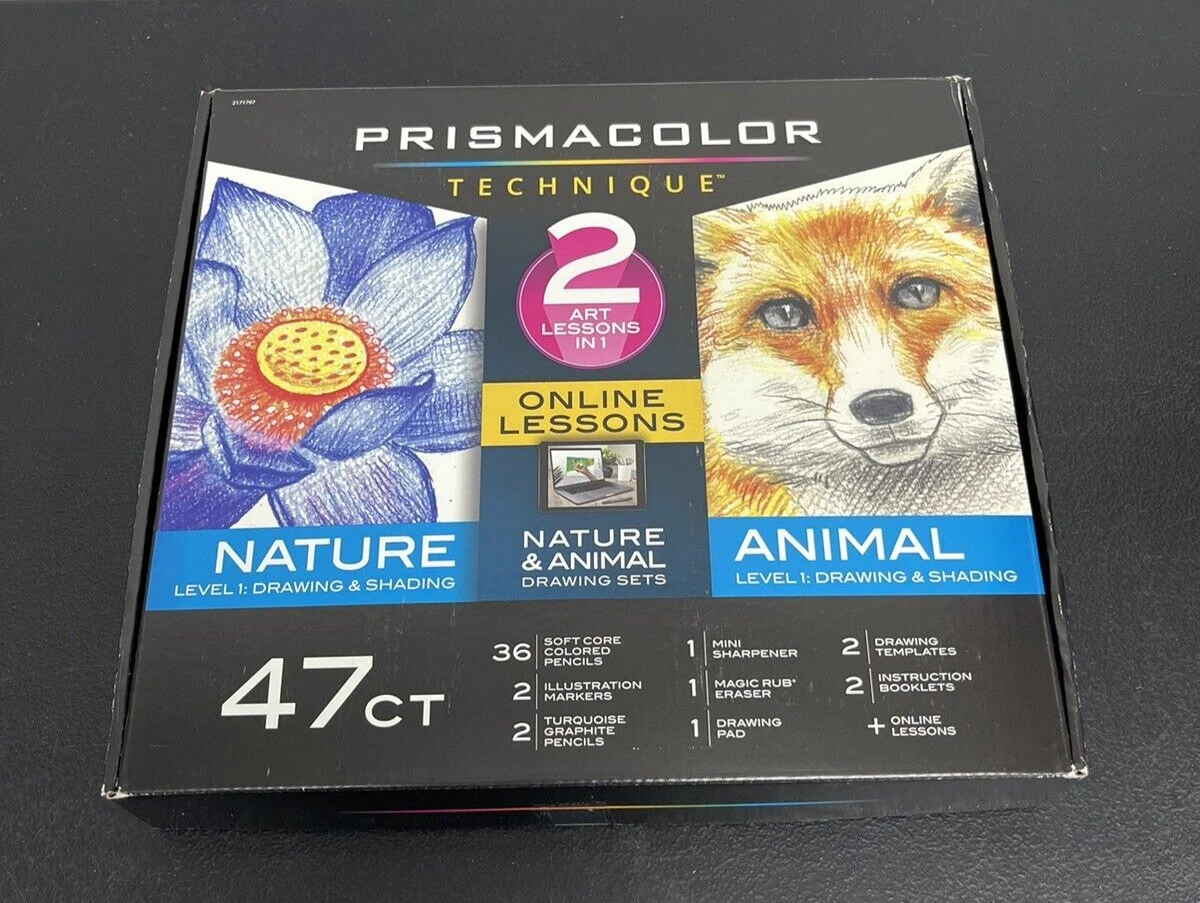 2171797
PRISMACOLOR
TECHNIQUE™
2
ART
LESSONS
IN 1
ONLINE
LESSONS
NATURE
& ANIMAL
DRAWING SETS
NATURE
LEVEL 1: DRAWING & SHADING
ANIMAL
LEVEL 1: DRAWING & SHADING
47CT
36
SOFT CORE
COLORED
PENCILS
2
ILLUSTRATION
MARKERS
2
TURQUOISE
GRAPHITE
PENCILS
1
MINI
SHARPENER
1
MAGIC RUB®
ERASER
1
DRAWING
PAD
2
DRAWING
TEMPLATES
2
INSTRUCTION
BOOKLETS
+ ONLINE
LESSONS